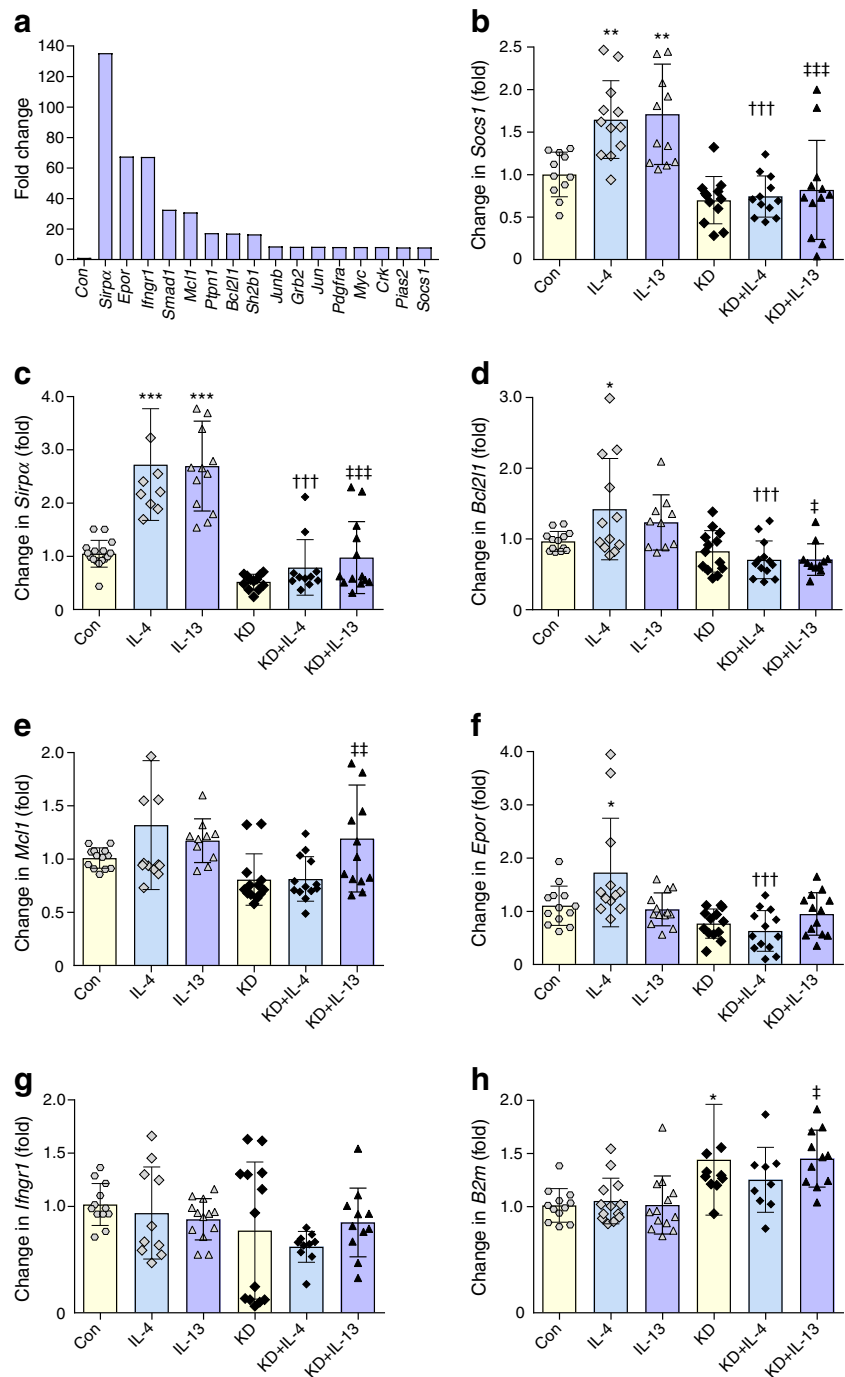 a
Fold change
140
120
100
80
60
40
20
0
Con
Sirpα
Epor
Ifngr1
Smad1
Mcl1
Ptpn1
Bcl2l1
Sh2b1
Junb
Grb2
Jun
Pdgfra
Myc
Crk
Pias2
Socs1
b
Change in Socs1 (fold)
2.5
2.0
1.5
1.0
0.5
0
** ** ††† ‡‡‡
Con IL-4 IL-13 KD KD+IL-4 KD+IL-13
c
Change in Sirpα (fold)
4.0
3.0
2.0
1.0
0
*** *** ††† ‡‡‡
Con IL-4 IL-13 KD KD+IL-4 KD+IL-13
d
Change in Bcl2l1 (fold)
3.0
2.0
1.0
0
* ††† ‡
Con IL-4 IL-13 KD KD+IL-4 KD+IL-13
e
Change in Mcl1 (fold)
2.0
1.5
1.0
0.5
0
‡‡
Con IL-4 IL-13 KD KD+IL-4 KD+IL-13
f
Change in Epor (fold)
4.0
3.0
2.0
1.0
0
* †††
Con IL-4 IL-13 KD KD+IL-4 KD+IL-13
g
Change in Ifngr1 (fold)
2.0
1.5
1.0
0
Con IL-4 IL-13 KD KD+IL-4 KD+IL-13
h
Change in B2m (fold)
2.0
1.5
1.0
0
* ‡
Con IL-4 IL-13 KD KD+IL-4 KD+IL-13